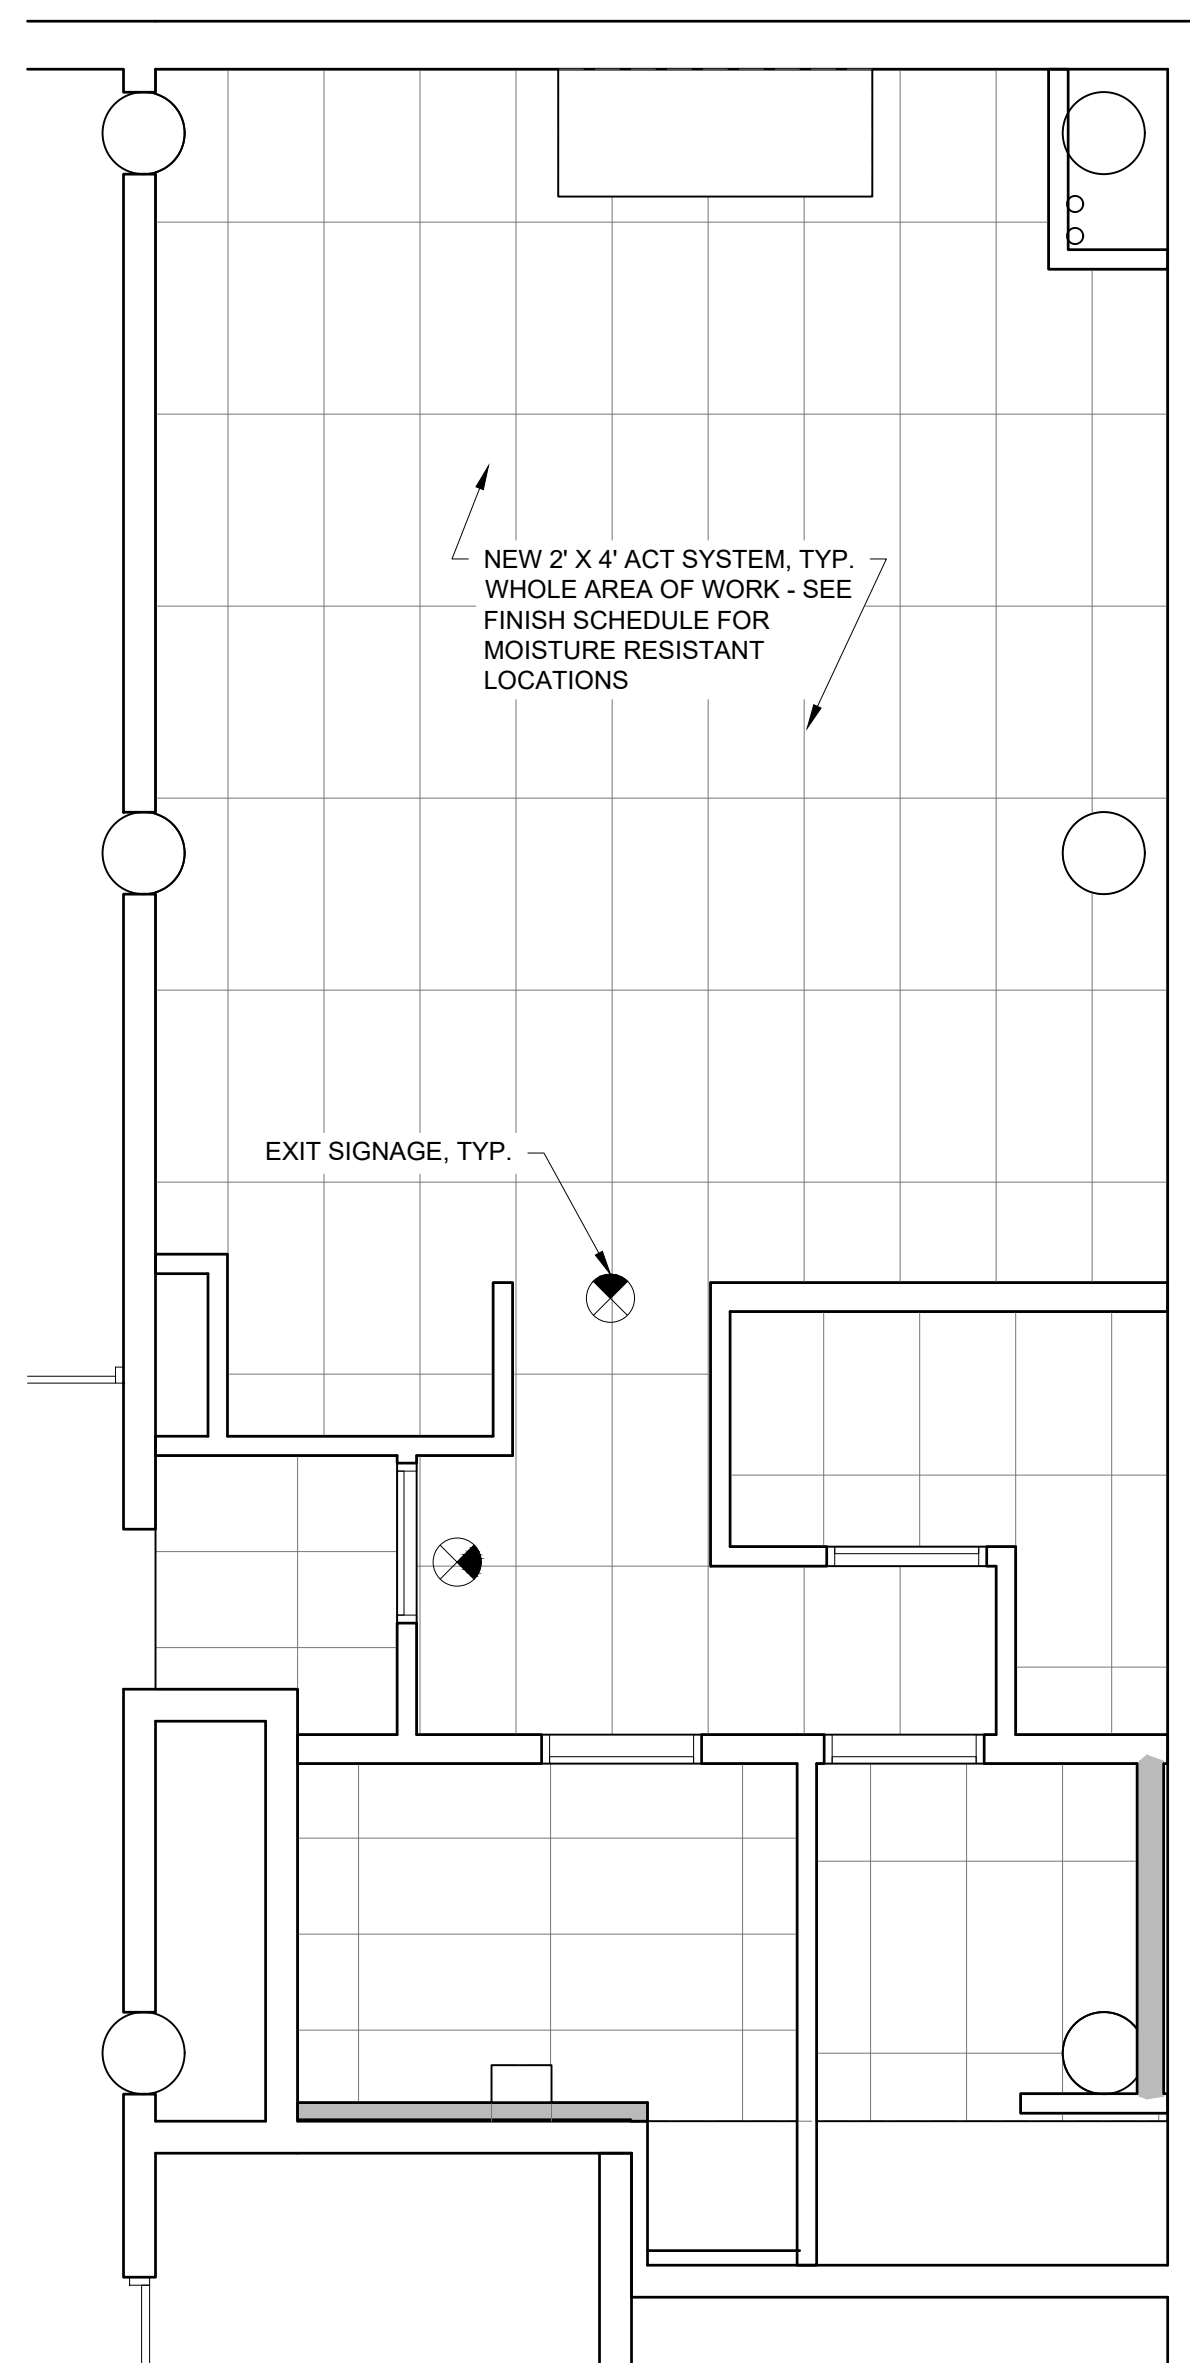 NEW 2' X 4' ACT SYSTEM, TYP.
WHOLE AREA OF WORK - SEE
FINISH SCHEDULE FOR
MOISTURE RESISTANT
LOCATIONS
EXIT SIGNAGE, TYP.